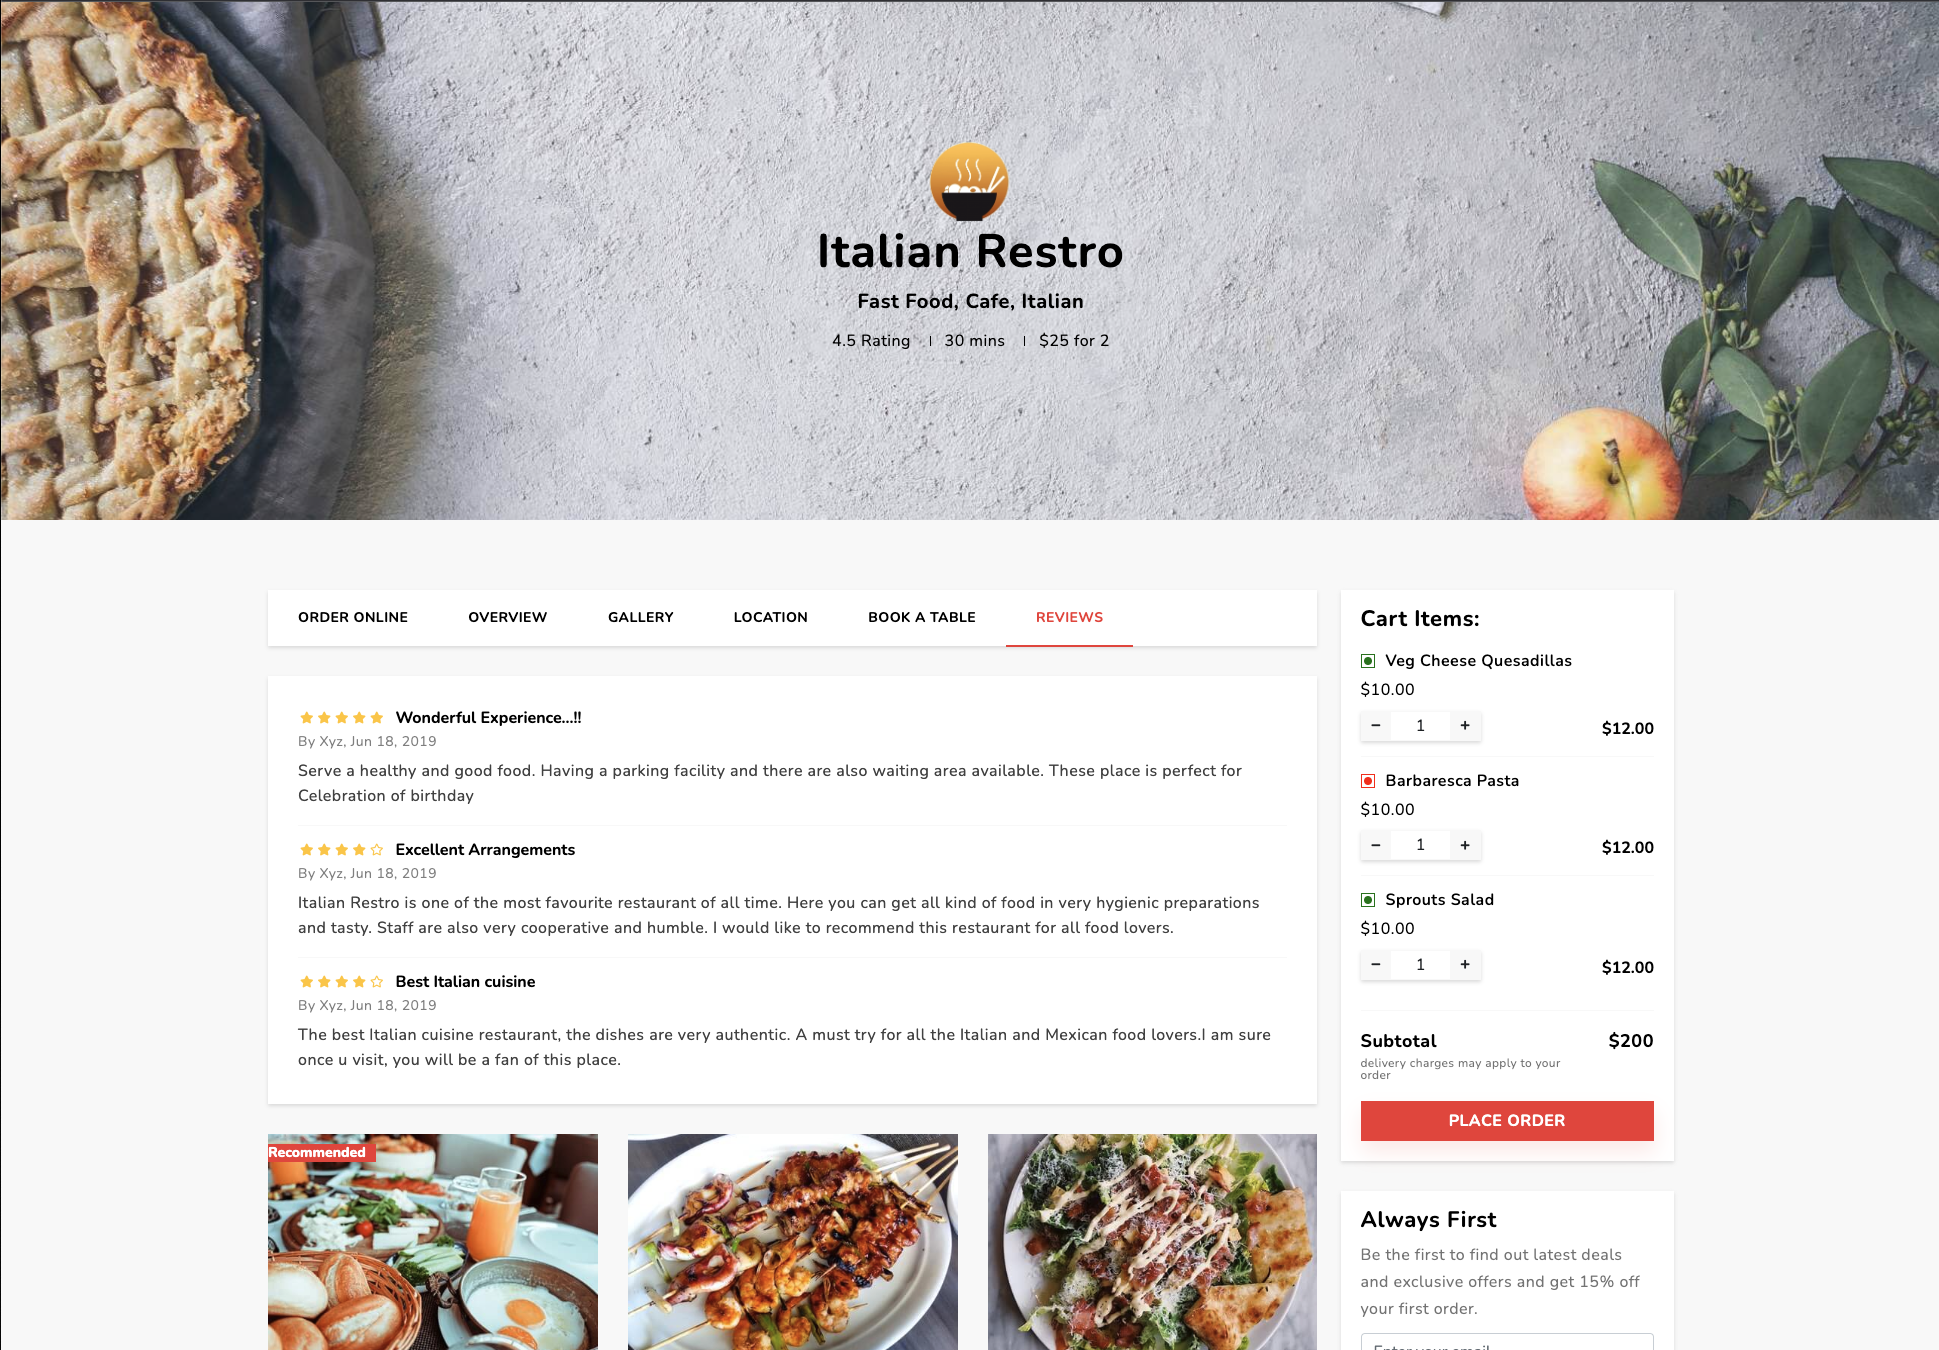 Italian Restro
Fast Food, Cafe, Italian
4.5 Rating
30 mins
$25 for 2
ORDER ONLINE
OVERVIEW
GALLERY
LOCATION
BOOK A TABLE
REVIEWS
Wonderful Experience...!!
By Xyz, Jun 18, 2019
Serve a healthy and good food. Having a parking facility and there are also waiting area available. These place is perfect for
Celebration of birthday
Excellent Arrangements
By Xyz, Jun 18, 2019
Italian Restro is one of the most favourite restaurant of all time. Here you can get all kind of food in very hygienic preparations
and tasty. Staff are also very cooperative and humble. I would like to recommend this restaurant for all food lovers.
Best Italian cuisine
By Xyz, Jun 18, 2019
The best Italian cuisine restaurant, the dishes are very authentic. A must try for all the Italian and Mexican food lovers.I am sure
once u visit, you will be a fan of this place.
Recommended
Cart Items:
Veg Cheese Quesadillas
$10.00
− 1 +
$12.00
Barbaresca Pasta
$10.00
− 1 +
$12.00
Sprouts Salad
$10.00
− 1 +
$12.00
Subtotal
$200
delivery charges may apply to your
order
PLACE ORDER
Always First
Be the first to find out latest deals
and exclusive offers and get 15% off
your first order.
Enter your email